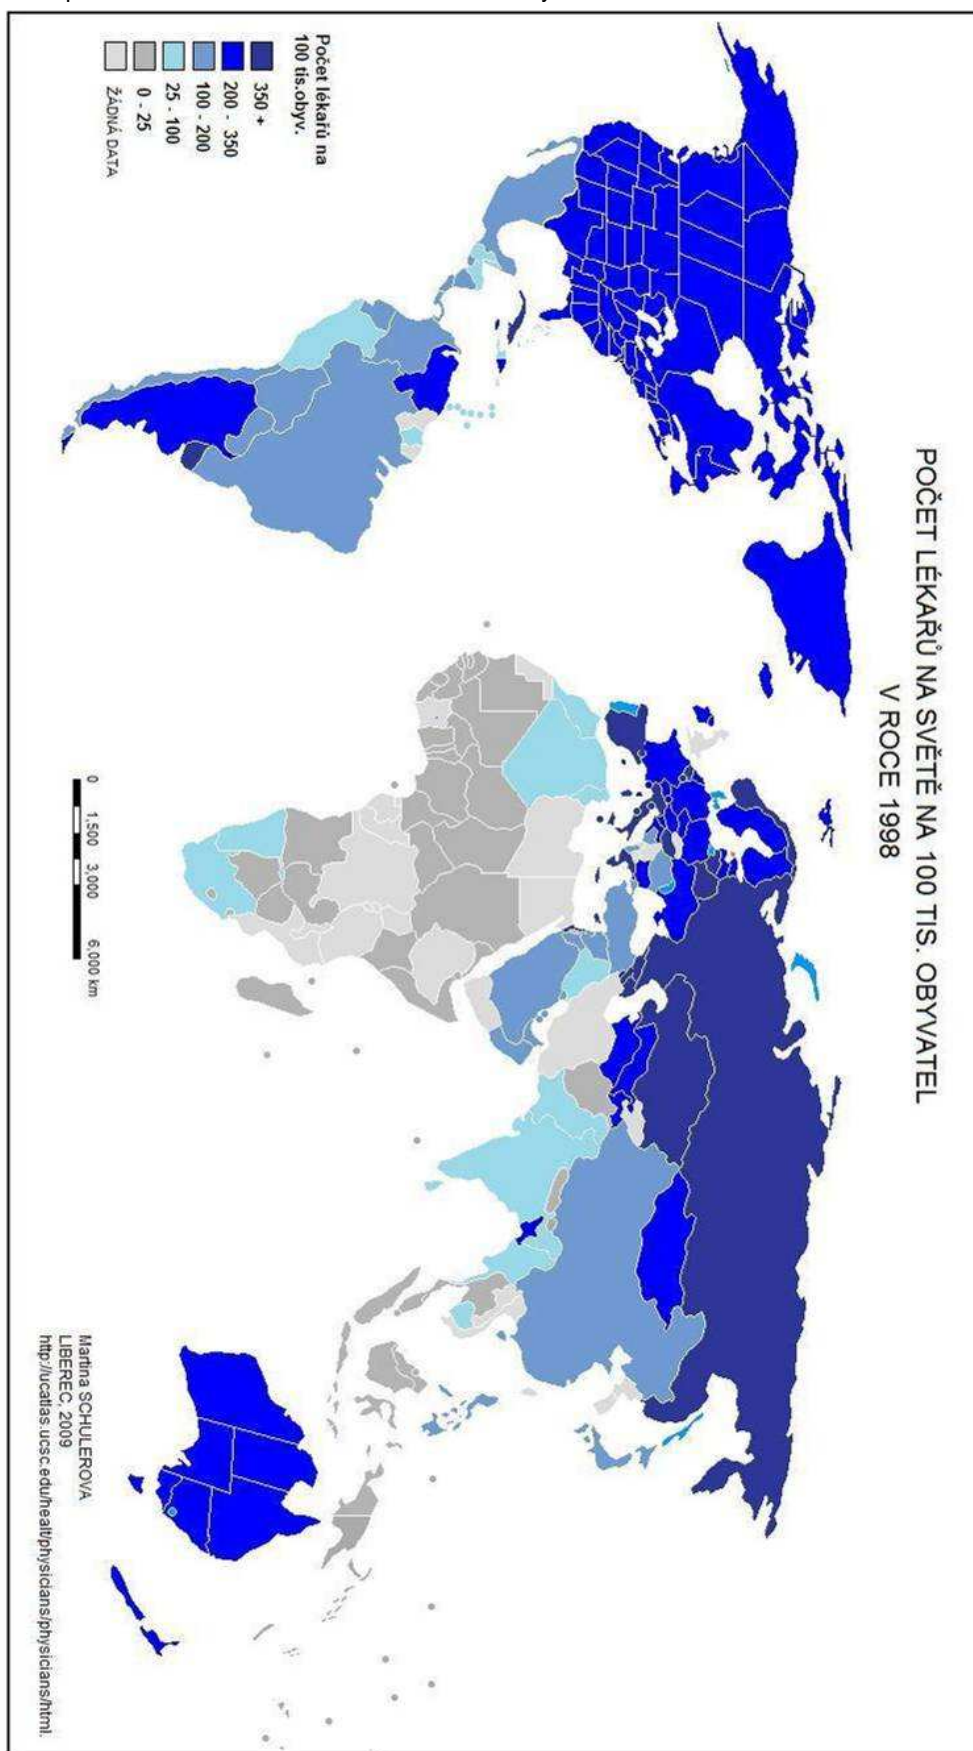 POČET LÉKAŘŮ NA SVĚTĚ NA 100 TIS. OBYVATEL
V ROCE 1998
Počet lékařů na
100 tis.obyv.
350 +
200 - 350
100 - 200
25 - 100
0 - 25
ŽÁDNÁ DATA
0 1,500 3,000 6,000 km
Martina SCHULEROVA
LIBEREC, 2009
http://ucatlas.ucsc.edu/healt/physicians/physicians/html.